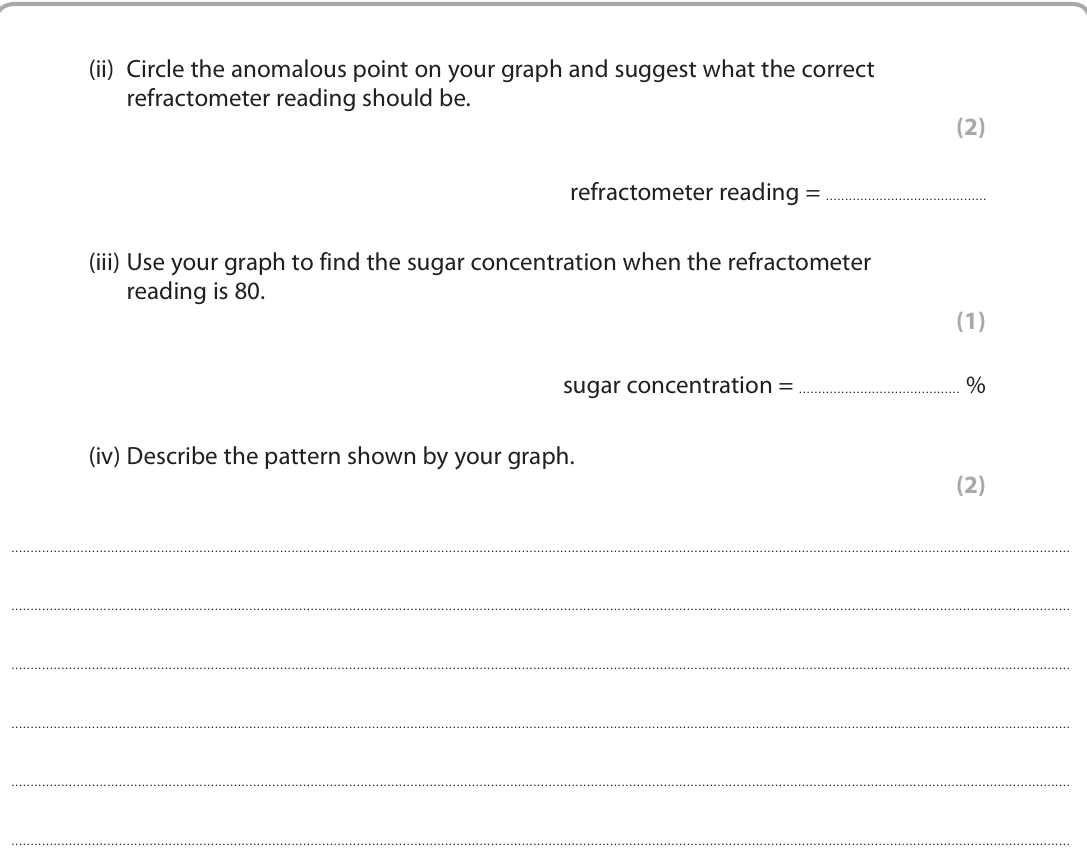 (ii) Circle the anomalous point on your graph and suggest what the correct
refractometer reading should be.
(2)
refractometer reading = ..........................................
(iii) Use your graph to find the sugar concentration when the refractometer
reading is 80.
(1)
sugar concentration = .......................................... %
(iv) Describe the pattern shown by your graph.
(2)